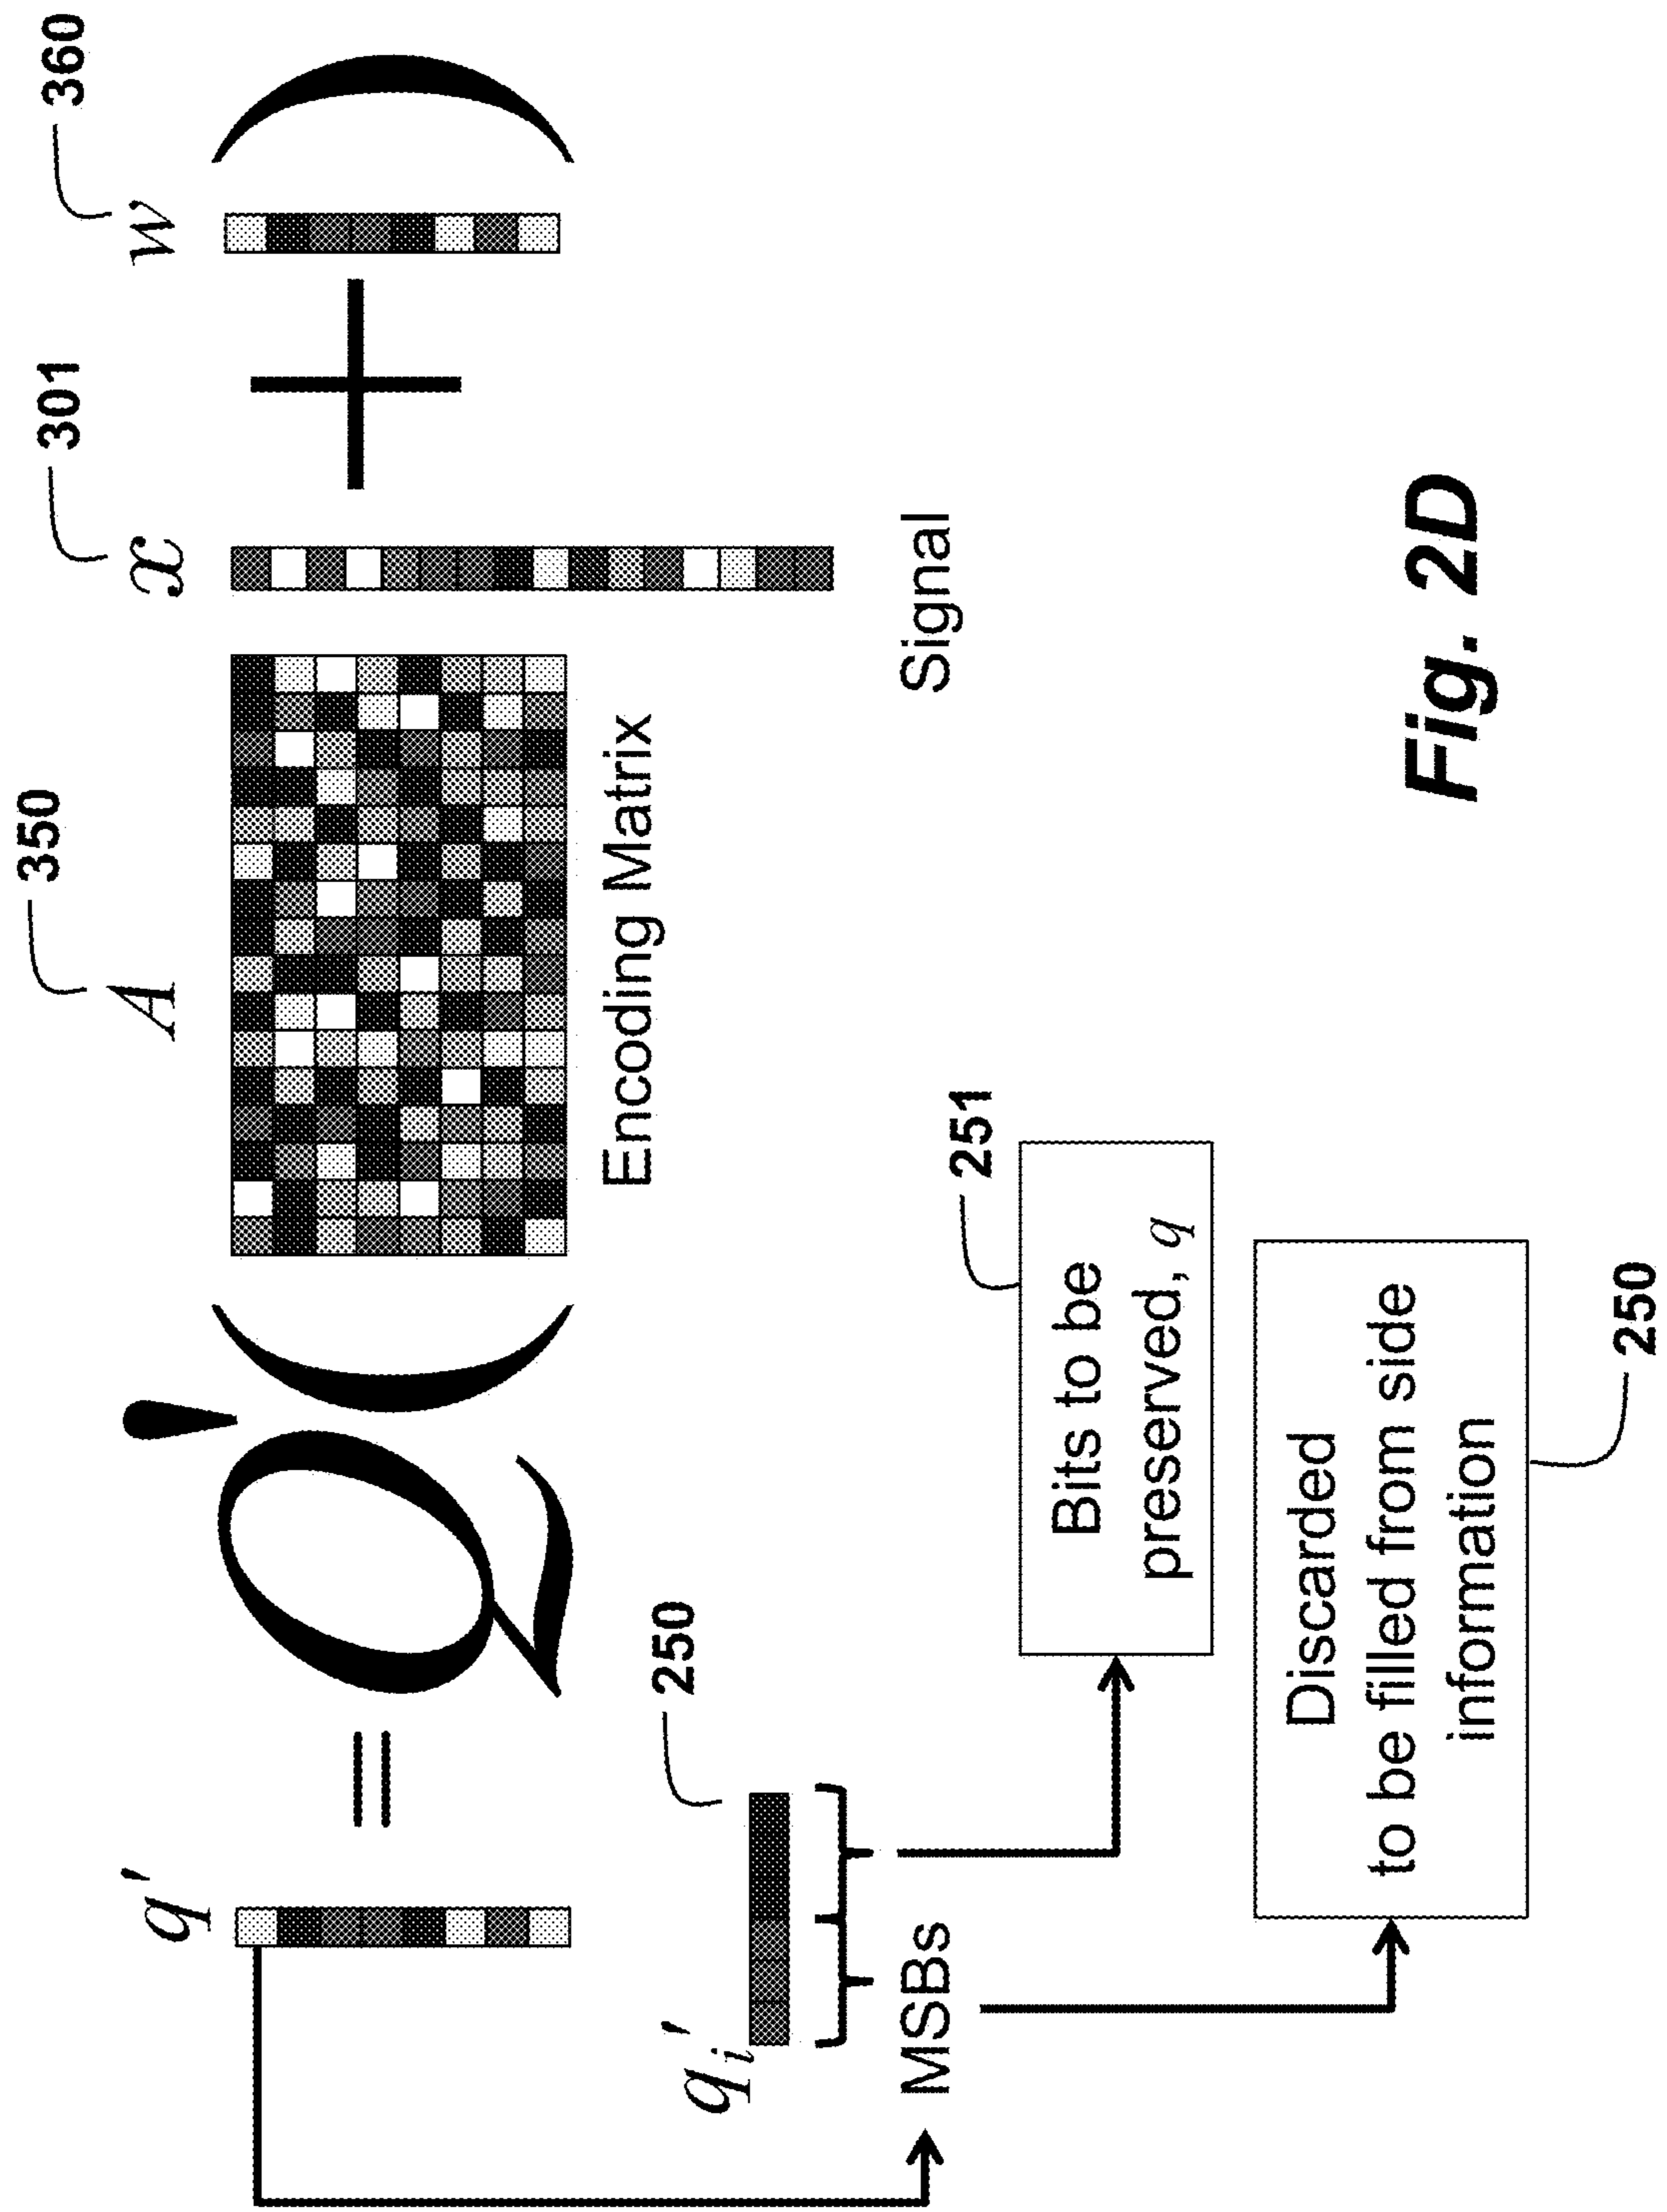 350
301
360
q'
=
Q'(
A
x
+
w
)
Encoding Matrix
Signal
250
q_i'
MSBs
251
Bits to be
preserved, q
Discarded
to be filled from side
information
250
Fig. 2D